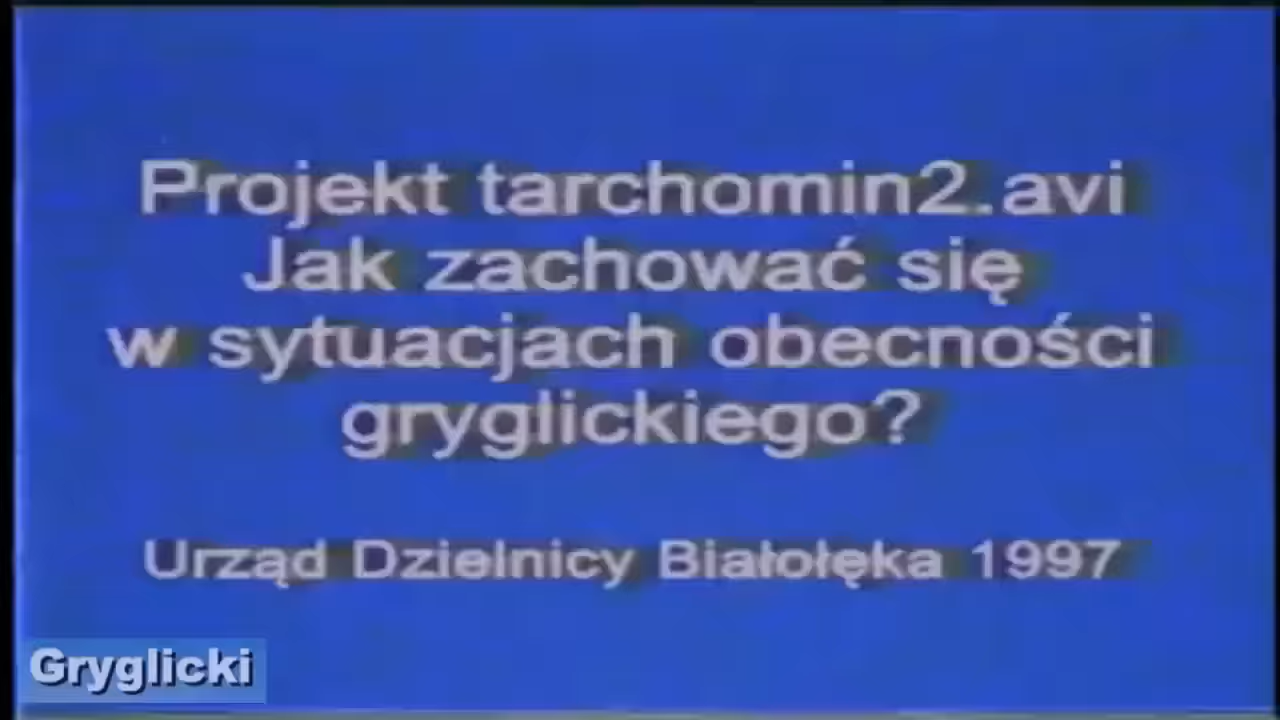 Projekt tarchomin2.avi
Jak zachować się
w sytuacjach obecności
gryglickiego?
Urząd Dzielnicy Białołęka 1997
Gryglicki